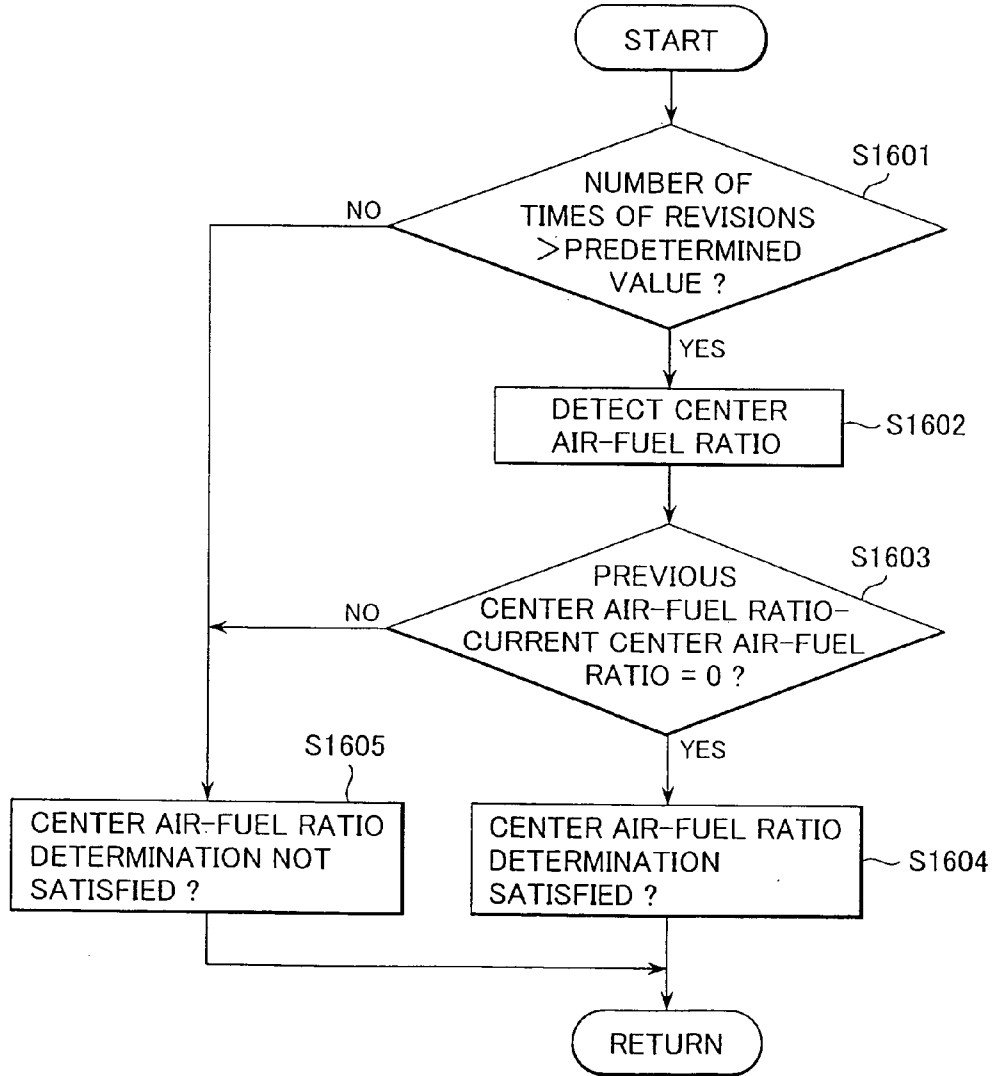 START
S1601
NUMBER OF
TIMES OF REVISIONS
>PREDETERMINED
VALUE ?
NO
YES
DETECT CENTER
AIR-FUEL RATIO
S1602
S1603
PREVIOUS
CENTER AIR-FUEL RATIO-
CURRENT CENTER AIR-FUEL
RATIO = 0 ?
NO
YES
S1605
CENTER AIR-FUEL RATIO
DETERMINATION NOT
SATISFIED ?
CENTER AIR-FUEL RATIO
DETERMINATION
SATISFIED ?
S1604
RETURN